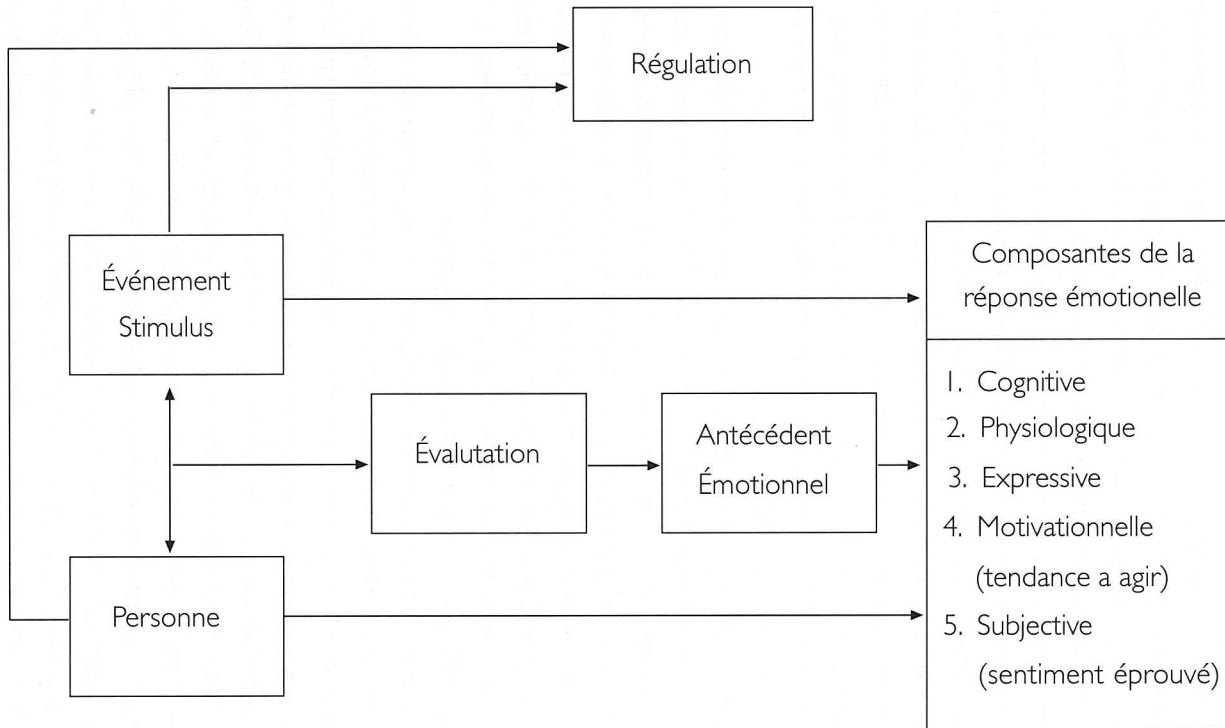 Régulation
Événement
Stimulus
Composantes de la
réponse émotionelle
Évalutation
Antécédent
Émotionnel
1. Cognitive
2. Physiologique
3. Expressive
4. Motivationnelle
(tendance a agir)
5. Subjective
(sentiment éprouvé)
Personne